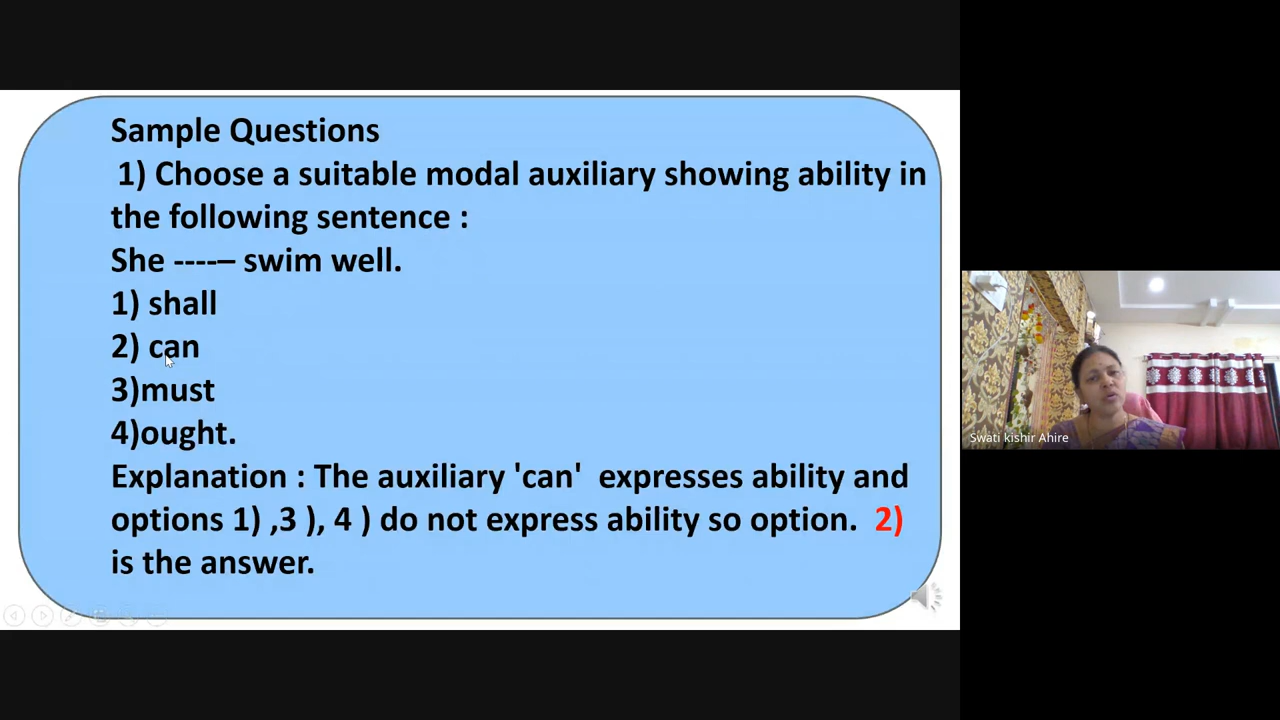 Sample Questions
1) Choose a suitable modal auxiliary showing ability in
the following sentence :
She ----– swim well.
1) shall
2) can
3)must
4)ought.
Explanation : The auxiliary 'can'  expresses ability and
options 1) ,3 ), 4 ) do not express ability so option.  2)
is the answer.
Swati kishir Ahire